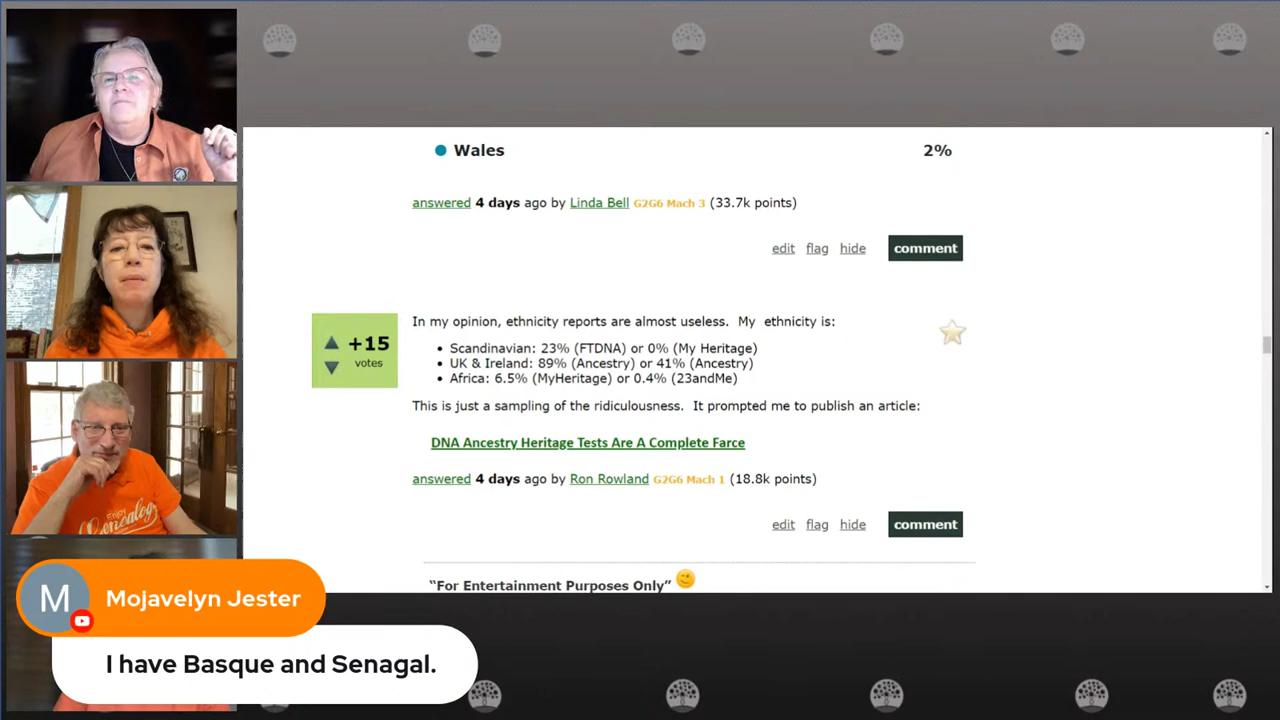 Wales 2%
answered 4 days ago by Linda Bell G2G6 Mach 3 (33.7k points)
edit flag hide comment
+15
votes
In my opinion, ethnicity reports are almost useless. My ethnicity is:
• Scandinavian: 23% (FTDNA) or 0% (My Heritage)
• UK & Ireland: 89% (Ancestry) or 41% (Ancestry)
• Africa: 6.5% (MyHeritage) or 0.4% (23andMe)
This is just a sampling of the ridiculousness. It prompted me to publish an article:
DNA Ancestry Heritage Tests Are A Complete Farce
answered 4 days ago by Ron Rowland G2G6 Mach 1 (18.8k points)
edit flag hide comment
“For Entertainment Purposes Only”
enjoy
Genealogy
M
Mojavelyn Jester
I have Basque and Senagal.